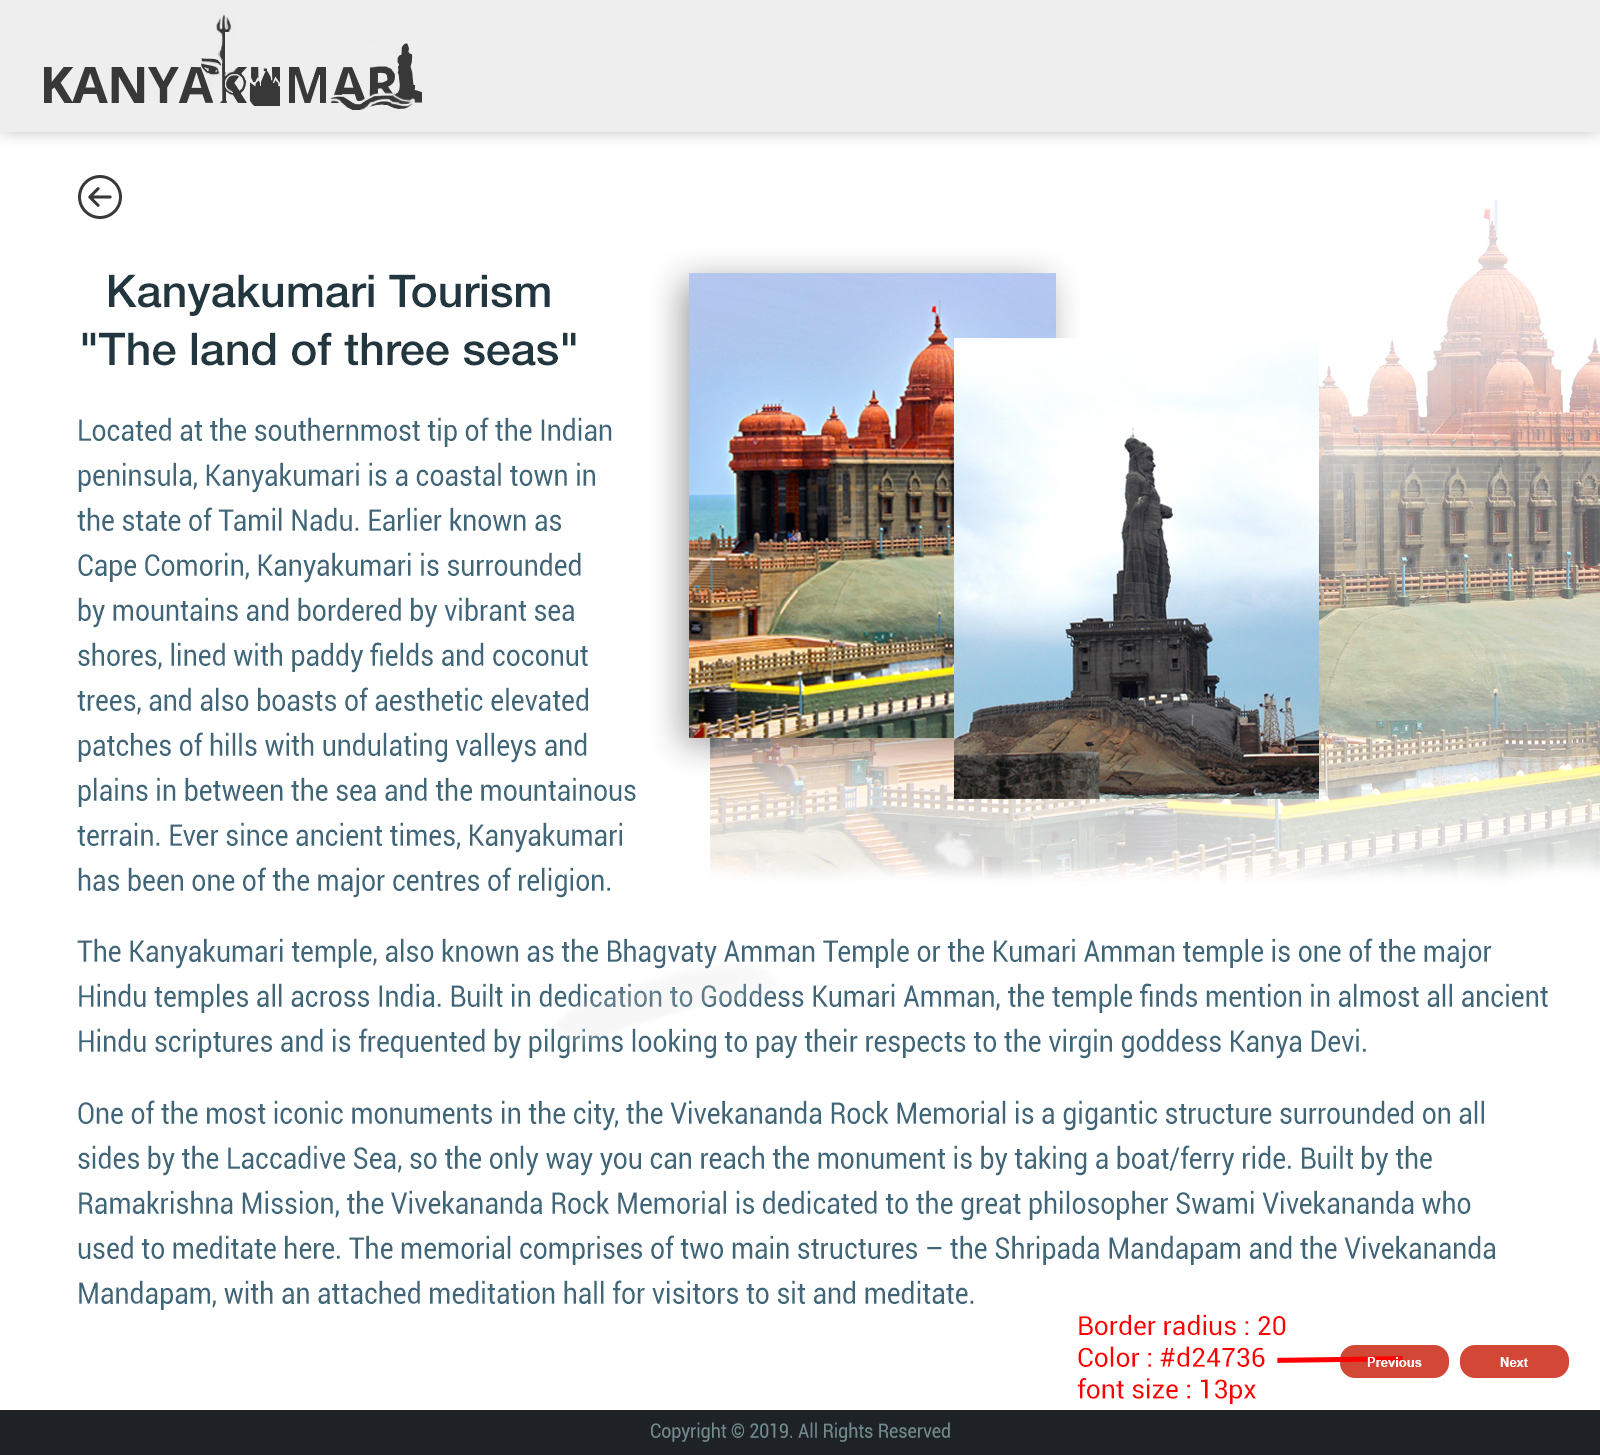 KANYAKUMARI
Kanyakumari Tourism
"The land of three seas"
Located at the southernmost tip of the Indian
peninsula, Kanyakumari is a coastal town in
the state of Tamil Nadu. Earlier known as
Cape Comorin, Kanyakumari is surrounded
by mountains and bordered by vibrant sea
shores, lined with paddy fields and coconut
trees, and also boasts of aesthetic elevated
patches of hills with undulating valleys and
plains in between the sea and the mountainous
terrain. Ever since ancient times, Kanyakumari
has been one of the major centres of religion.
The Kanyakumari temple, also known as the Bhagvaty Amman Temple or the Kumari Amman temple is one of the major
Hindu temples all across India. Built in dedication to Goddess Kumari Amman, the temple finds mention in almost all ancient
Hindu scriptures and is frequented by pilgrims looking to pay their respects to the virgin goddess Kanya Devi.
One of the most iconic monuments in the city, the Vivekananda Rock Memorial is a gigantic structure surrounded on all
sides by the Laccadive Sea, so the only way you can reach the monument is by taking a boat/ferry ride. Built by the
Ramakrishna Mission, the Vivekananda Rock Memorial is dedicated to the great philosopher Swami Vivekananda who
used to meditate here. The memorial comprises of two main structures – the Shripada Mandapam and the Vivekananda
Mandapam, with an attached meditation hall for visitors to sit and meditate.
Border radius : 20
Color : #d24736
font size : 13px
Previous
Next
Copyright © 2019. All Rights Reserved